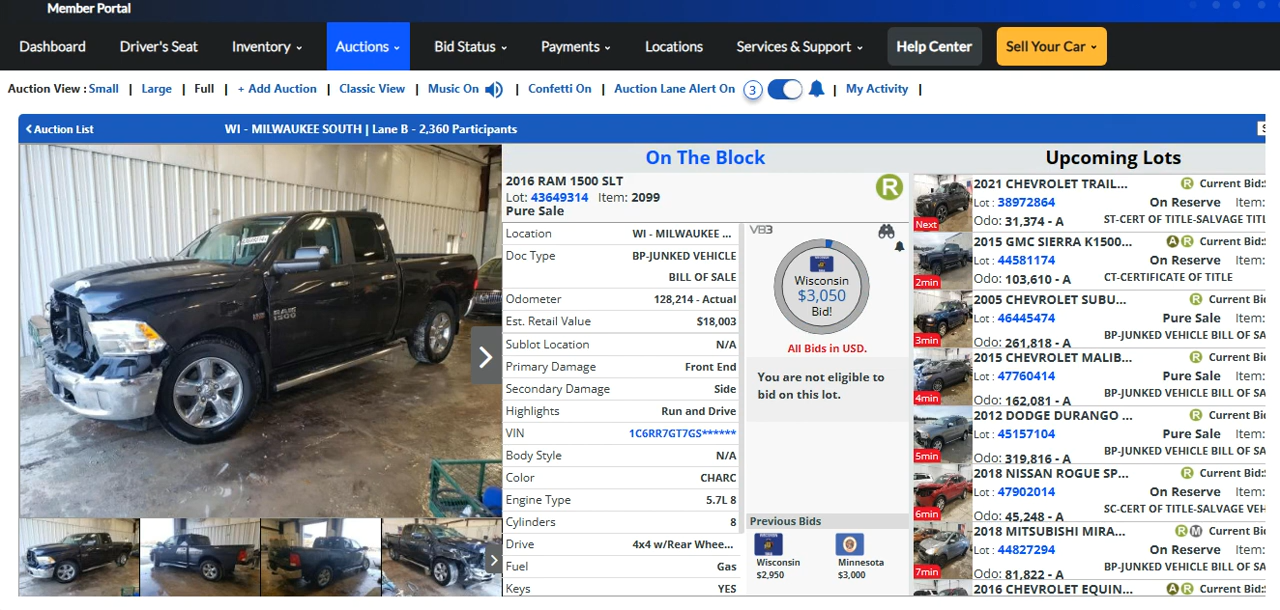 Member Portal
Dashboard Driver's Seat Inventory Auctions Bid Status Payments Locations Services & Support Help Center Sell Your Car
Auction View : Small | Large | Full | + Add Auction | Classic View | Music On | Confetti On | Auction Lane Alert On 3 | My Activity |
Auction List WI - MILWAUKEE SOUTH | Lane B - 2,360 Participants
On The Block
2016 RAM 1500 SLT
Lot: 43649314 Item: 2099
Pure Sale
R
Location WI - MILWAUKEE ...
Doc Type BP-JUNKED VEHICLE
BILL OF SALE
Odometer 128,214 - Actual
Est. Retail Value $18,003
Sublot Location N/A
Primary Damage Front End
Secondary Damage Side
Highlights Run and Drive
VIN 1C6RR7GT7GS******
Body Style N/A
Color CHARC
Engine Type 5.7L 8
Cylinders 8
Drive 4x4 w/Rear Whee...
Fuel Gas
Keys YES
VB3
Wisconsin
$3,050
Bid!
All Bids in USD.
You are not eligible to
bid on this lot.
Previous Bids
Wisconsin
$2,950
Minnesota
$3,000
Upcoming Lots
Next
2021 CHEVROLET TRAIL... R Current Bid:
Lot : 38972864 On Reserve Item:
Odo: 31,374 - A ST-CERT OF TITLE-SALVAGE TITL
2min
2015 GMC SIERRA K1500... A R Current Bid:
Lot : 44581174 On Reserve Item:
Odo: 103,610 - A CT-CERTIFICATE OF TITLE
3min
2005 CHEVROLET SUBU... R Current Bi
Lot : 46445474 Pure Sale Item:
Odo: 261,818 - A BP-JUNKED VEHICLE BILL OF SA
4min
2015 CHEVROLET MALIB... R Current Bi
Lot : 47760414 Pure Sale Item:
Odo: 162,081 - A BP-JUNKED VEHICLE BILL OF SA
5min
2012 DODGE DURANGO ... R Current Bi
Lot : 45157104 Pure Sale Item:
Odo: 319,816 - A BP-JUNKED VEHICLE BILL OF SA
6min
2018 NISSAN ROGUE SP... R Current Bid:
Lot : 47902014 On Reserve Item:
Odo: 45,248 - A SC-CERT OF TITLE-SALVAGE VEH
7min
2018 MITSUBISHI MIRA... R M Current Bi
Lot : 44827294 On Reserve Item:
Odo: 81,822 - A BP-JUNKED VEHICLE BILL OF SA
2016 CHEVROLET EQUIN... A R Current Bid:
RAM
1500